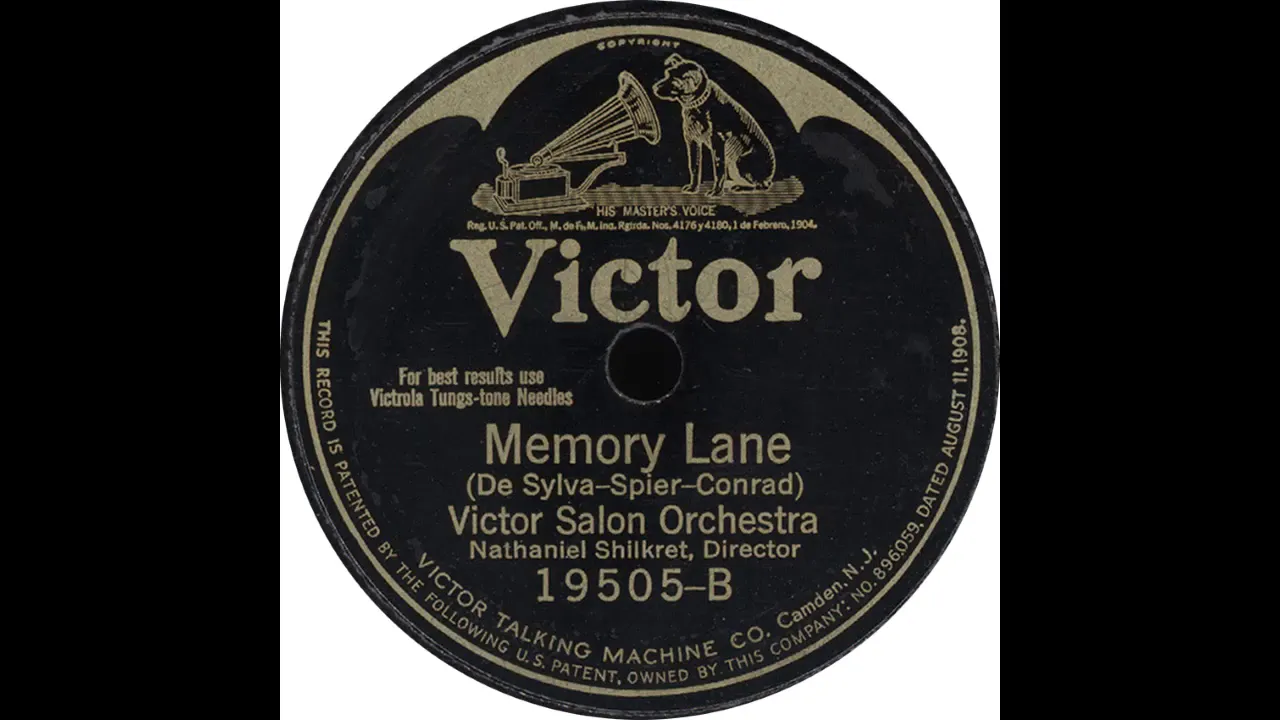 COPYRIGHT
HIS MASTER'S VOICE
Reg. U.S. Pat. Off., M. de F., M. Ind. Rgtrda. Nos. 4176 y 4180, 1 de Febrero, 1904.
Victor
For best results use
Victrola Tungs-tone Needles
Memory Lane
(De Sylva–Spier–Conrad)
Victor Salon Orchestra
Nathaniel Shilkret, Director
19505–B
VICTOR TALKING MACHINE CO. Camden. N. J.
THIS RECORD IS PATENTED BY THE FOLLOWING U.S. PATENT, OWNED BY THIS COMPANY: NO. 896059, DATED AUGUST 11, 1908.